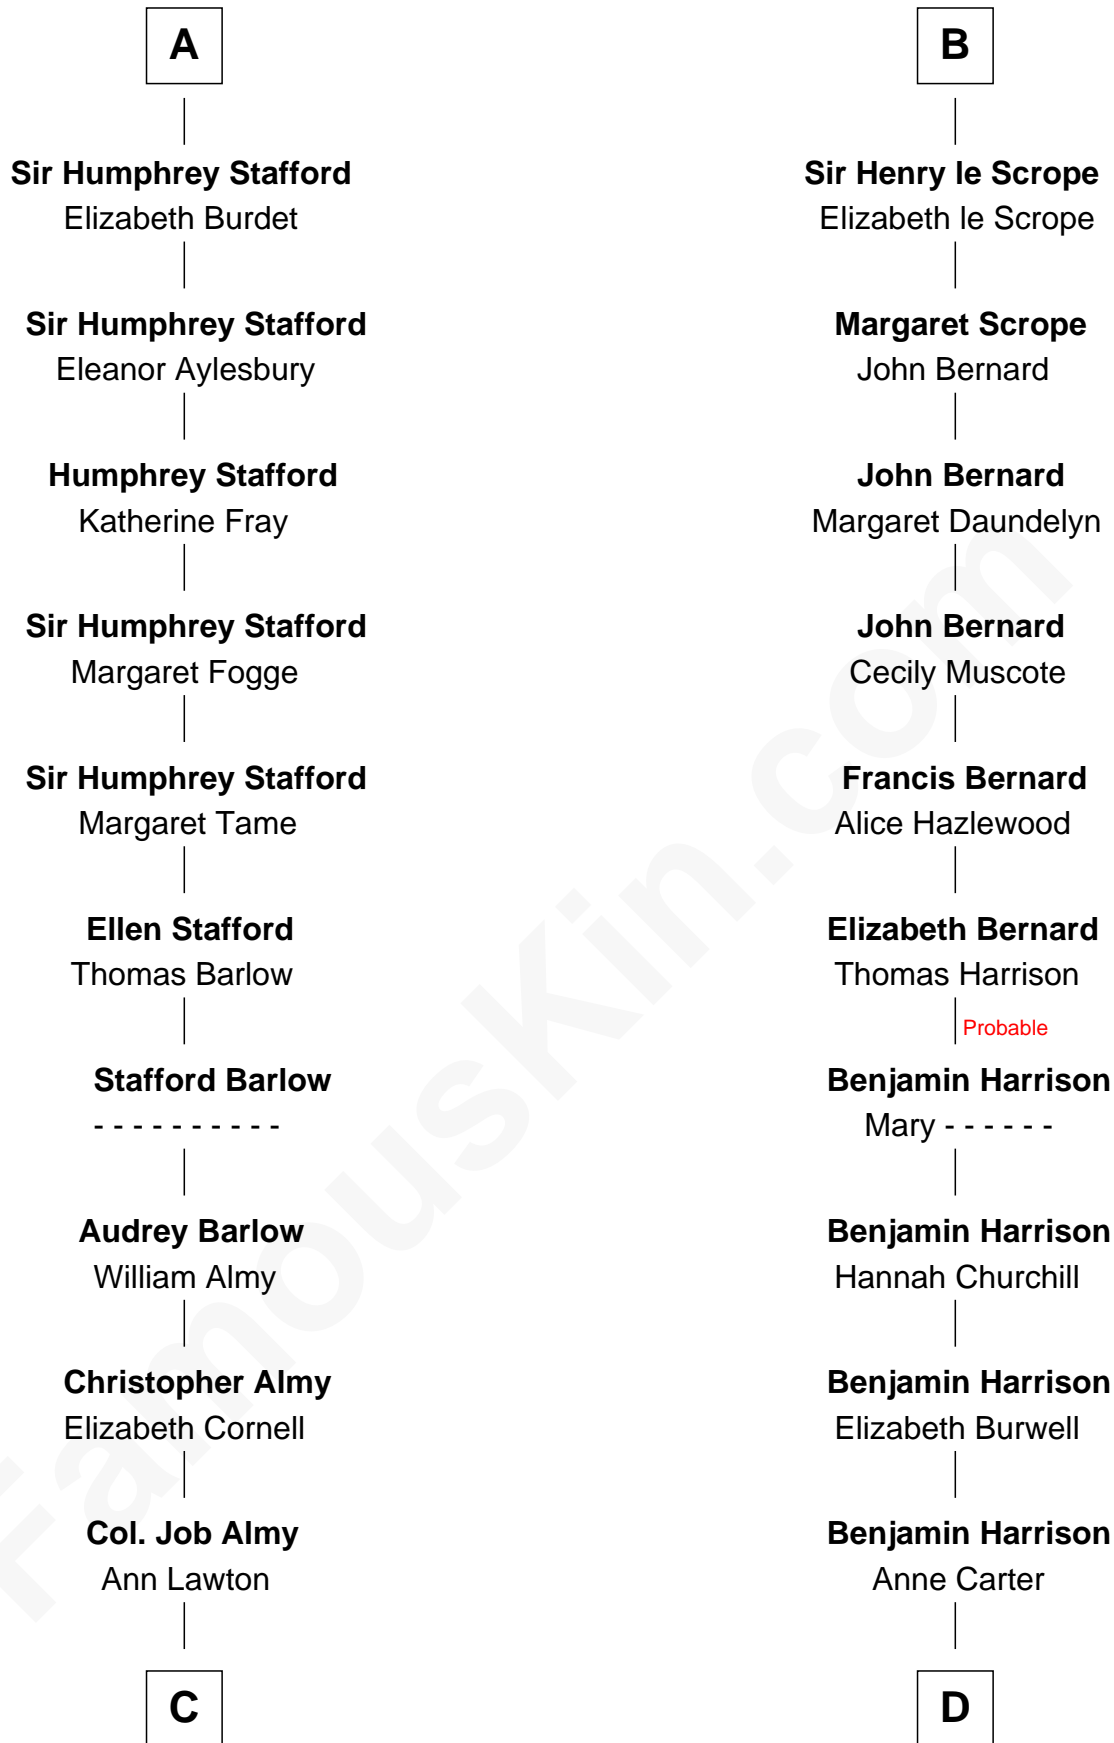 A
Sir Humphrey Stafford
Elizabeth Burdet
Sir Humphrey Stafford
Eleanor Aylesbury
Humphrey Stafford
Katherine Fray
Sir Humphrey Stafford
Margaret Fogge
Sir Humphrey Stafford
Margaret Tame
Ellen Stafford
Thomas Barlow
Stafford Barlow
- - - - - - - - - -
Audrey Barlow
William Almy
Christopher Almy
Elizabeth Cornell
Col. Job Almy
Ann Lawton
C
B
Sir Henry le Scrope
Elizabeth le Scrope
Margaret Scrope
John Bernard
John Bernard
Margaret Daundelyn
John Bernard
Cecily Muscote
Francis Bernard
Alice Hazlewood
Elizabeth Bernard
Thomas Harrison
Probable
Benjamin Harrison
Mary - - - - - -
Benjamin Harrison
Hannah Churchill
Benjamin Harrison
Elizabeth Burwell
Benjamin Harrison
Anne Carter
D
FamousKin.com